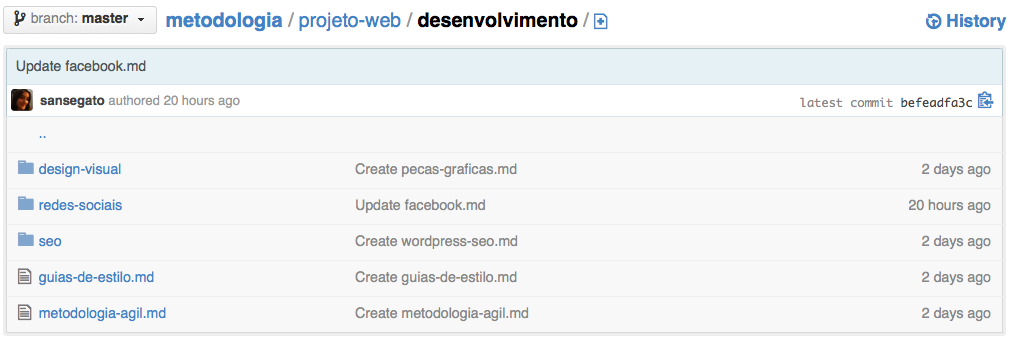 branch: master metodologia / projeto-web / desenvolvimento / History
Update facebook.md
sansegato authored 20 hours ago latest commit befeadfa3c
..
design-visual Create pecas-graficas.md 2 days ago
redes-sociais Update facebook.md 20 hours ago
seo Create wordpress-seo.md 2 days ago
guias-de-estilo.md Create guias-de-estilo.md 2 days ago
metodologia-agil.md Create metodologia-agil.md 2 days ago